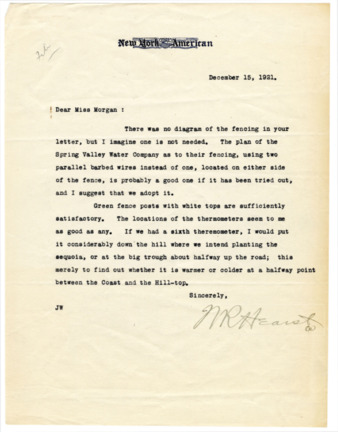 New York American
December 15, 1921.
Dear Miss Morgan :
There was no diagram of the fencing in your
letter, but I imagine one is not needed. The plan of the
Spring Valley Water Company as to their fencing, using two
parallel barbed wires instead of one, located on either side
of the fence, is probably a good one if it has been tried out,
and I suggest that we adopt it.
Green fence posts with white tops are sufficiently
satisfactory. The locations of the thermometers seen to me
as good as any. If we had a sixth thermometer, I would put
it considerably down the hill where we intend planting the
sequoia, or at the big trough about halfway up the road; this
merely to find out whether it is warmer or colder at a halfway point
between the Coast and the Hill-top.
Sincerely,
JW
WRHearst